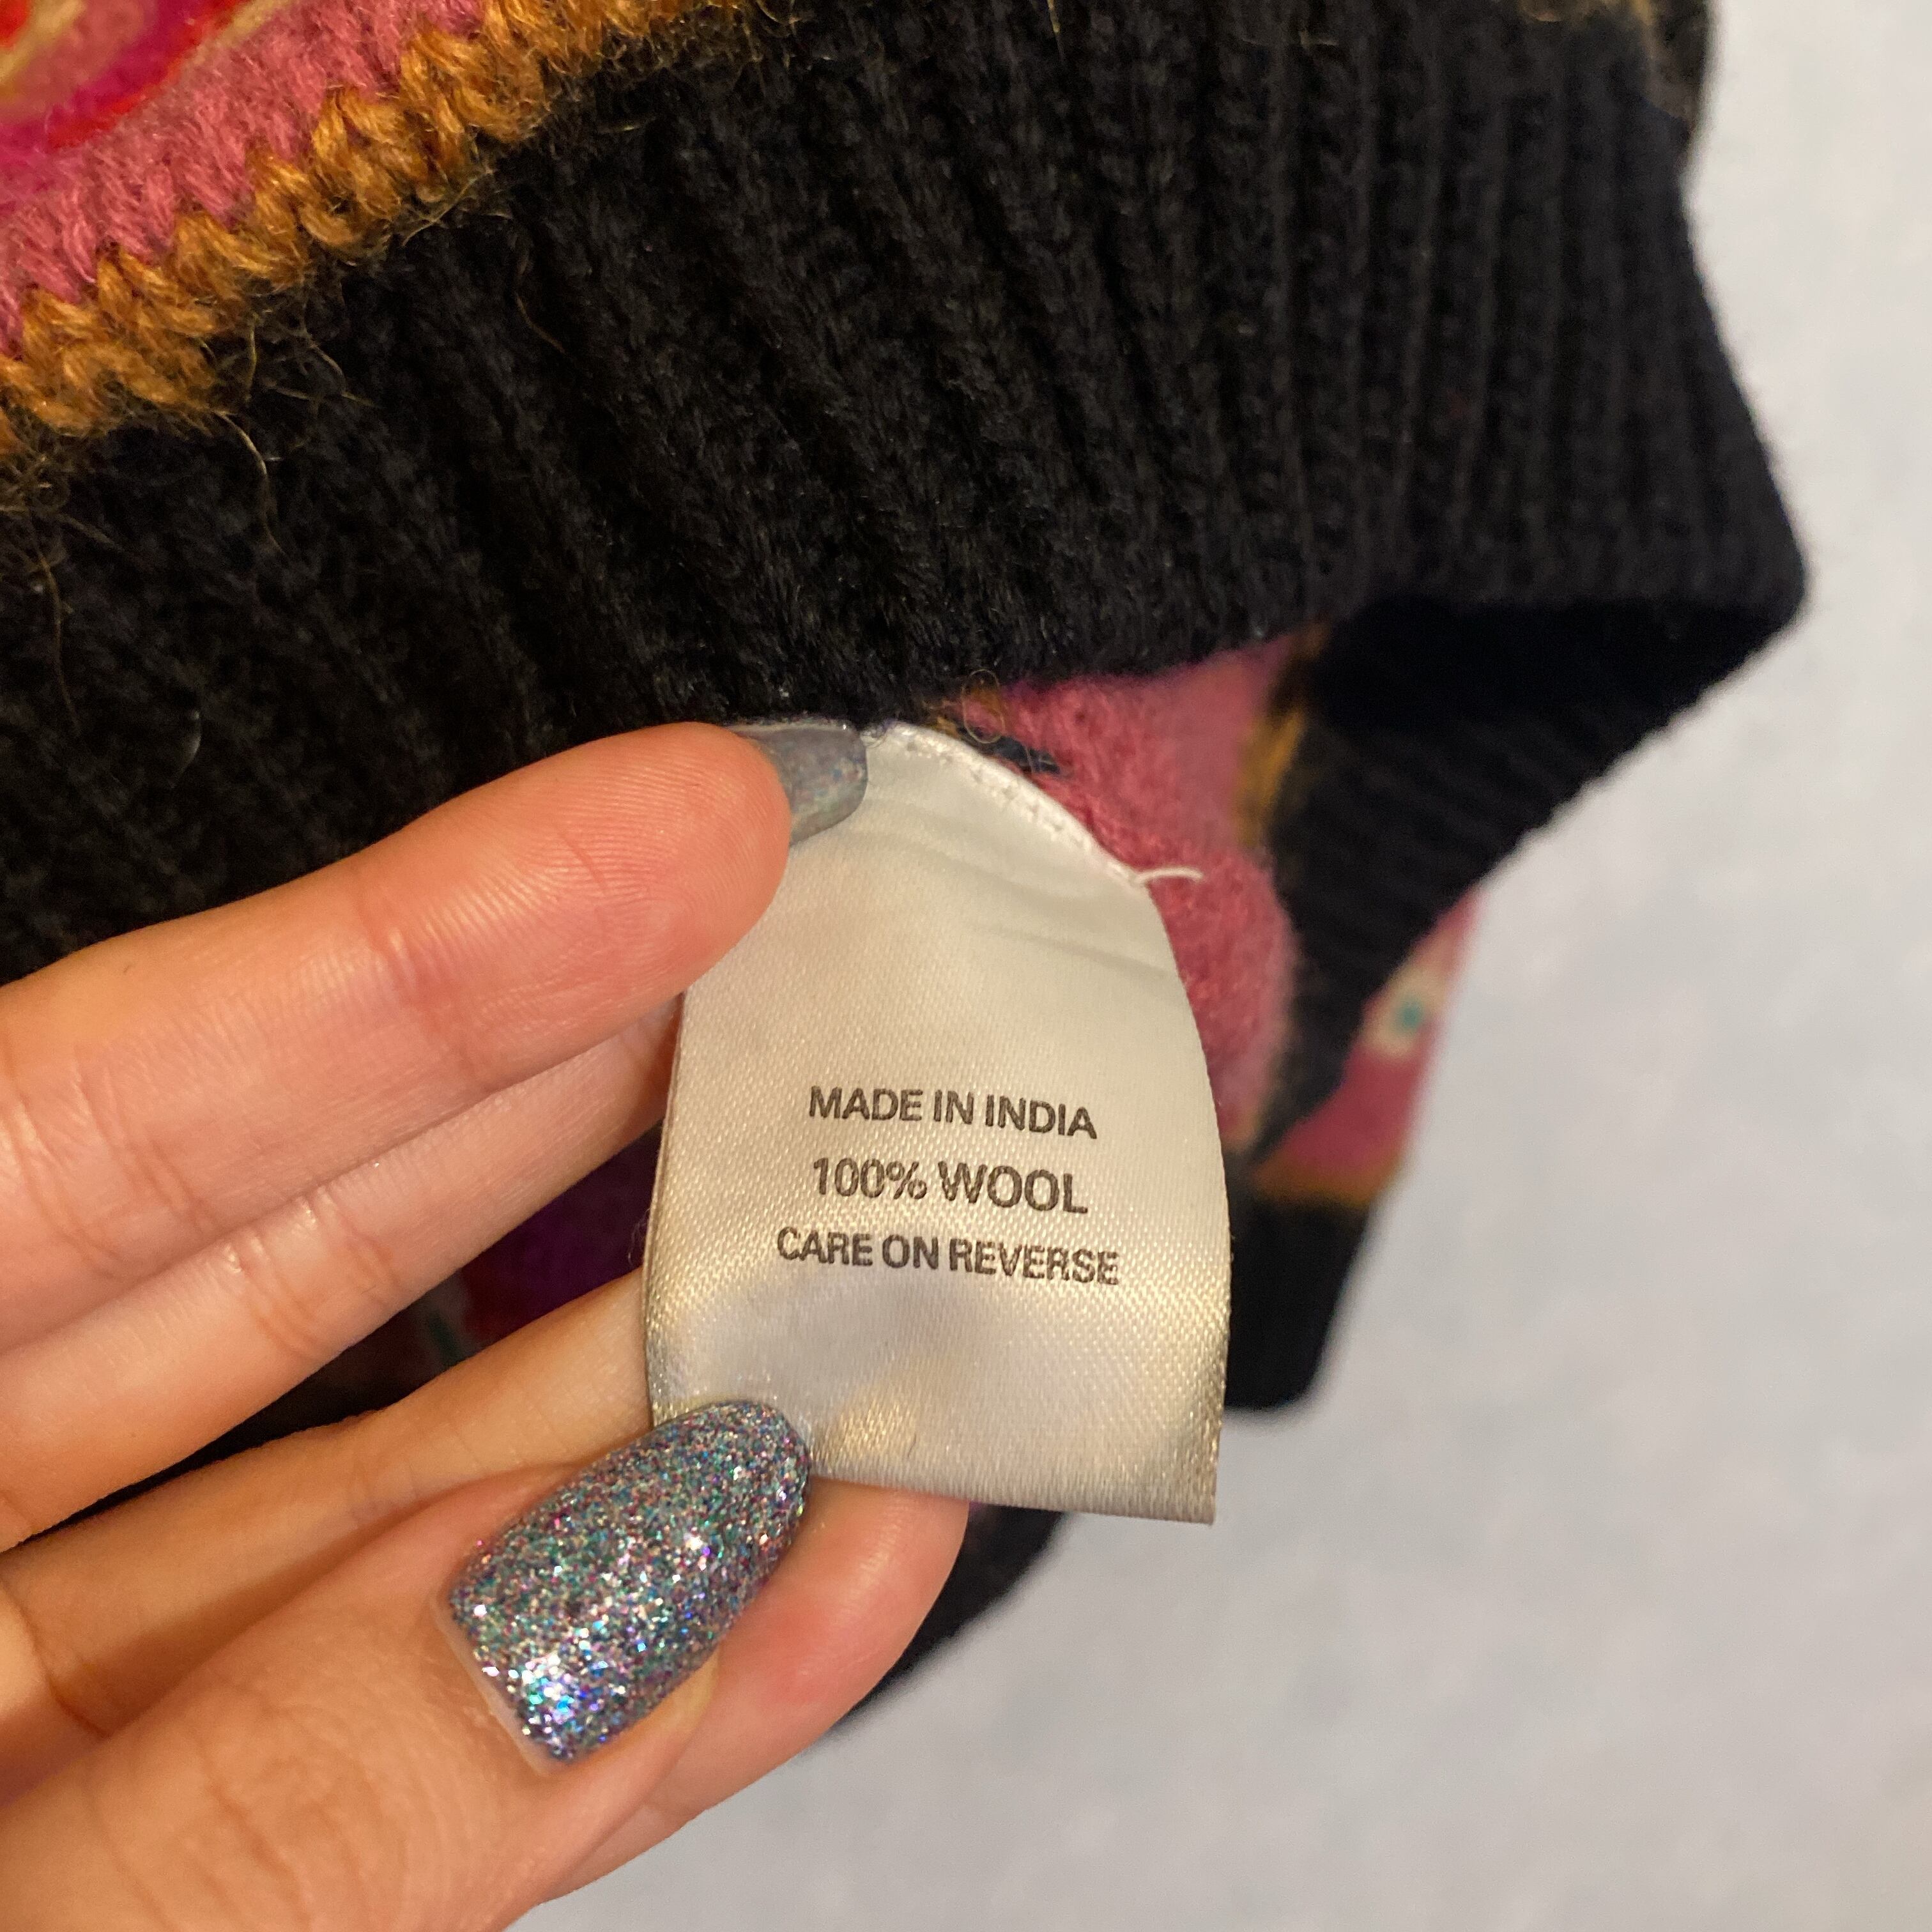 MADE IN INDIA
100% WOOL
CARE ON REVERSE